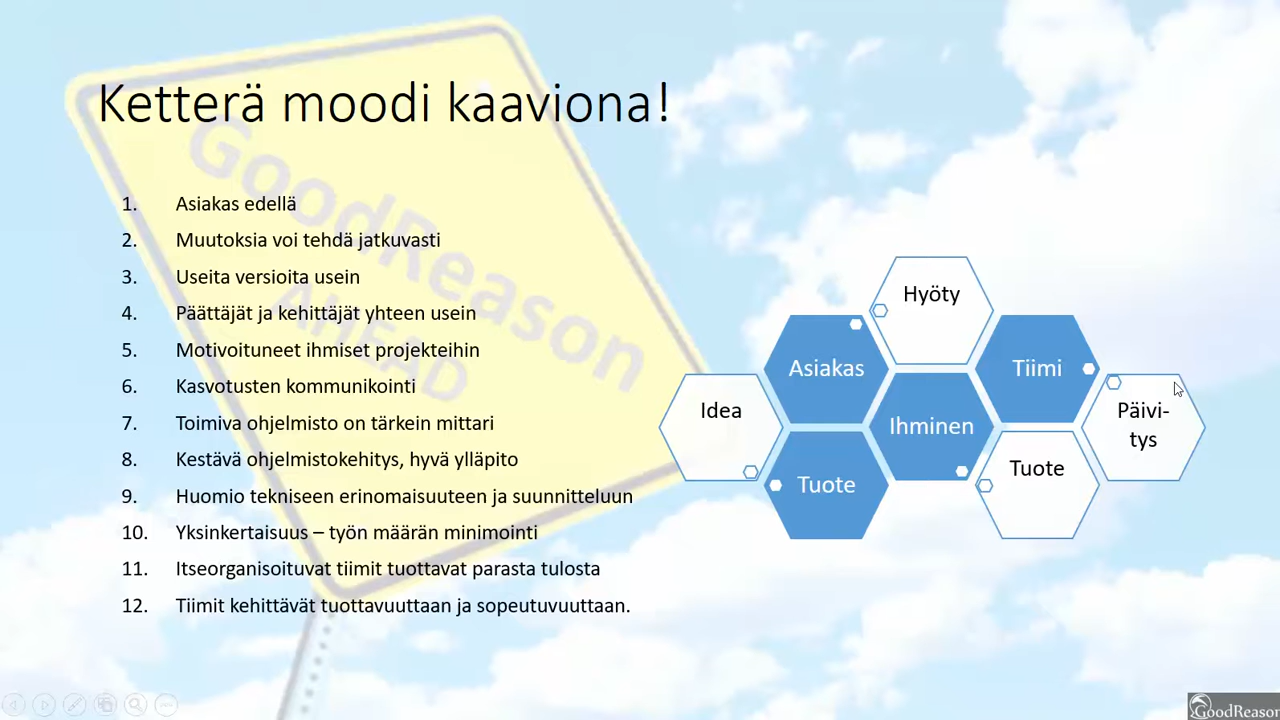 Ketterä moodi kaaviona!
GoodReason
AHEAD
1. Asiakas edellä
2. Muutoksia voi tehdä jatkuvasti
3. Useita versioita usein
4. Päättäjät ja kehittäjät yhteen usein
5. Motivoituneet ihmiset projekteihin
6. Kasvotusten kommunikointi
7. Toimiva ohjelmisto on tärkein mittari
8. Kestävä ohjelmistokehitys, hyvä ylläpito
9. Huomio tekniseen erinomaisuuteen ja suunnitteluun
10. Yksinkertaisuus – työn määrän minimointi
11. Itseorganisoituvat tiimit tuottavat parasta tulosta
12. Tiimit kehittävät tuottavuuttaan ja sopeutuvuuttaan.
Idea
Asiakas
Tuote
Hyöty
Ihminen
Tiimi
Tuote
Päivi-
tys
GoodReason